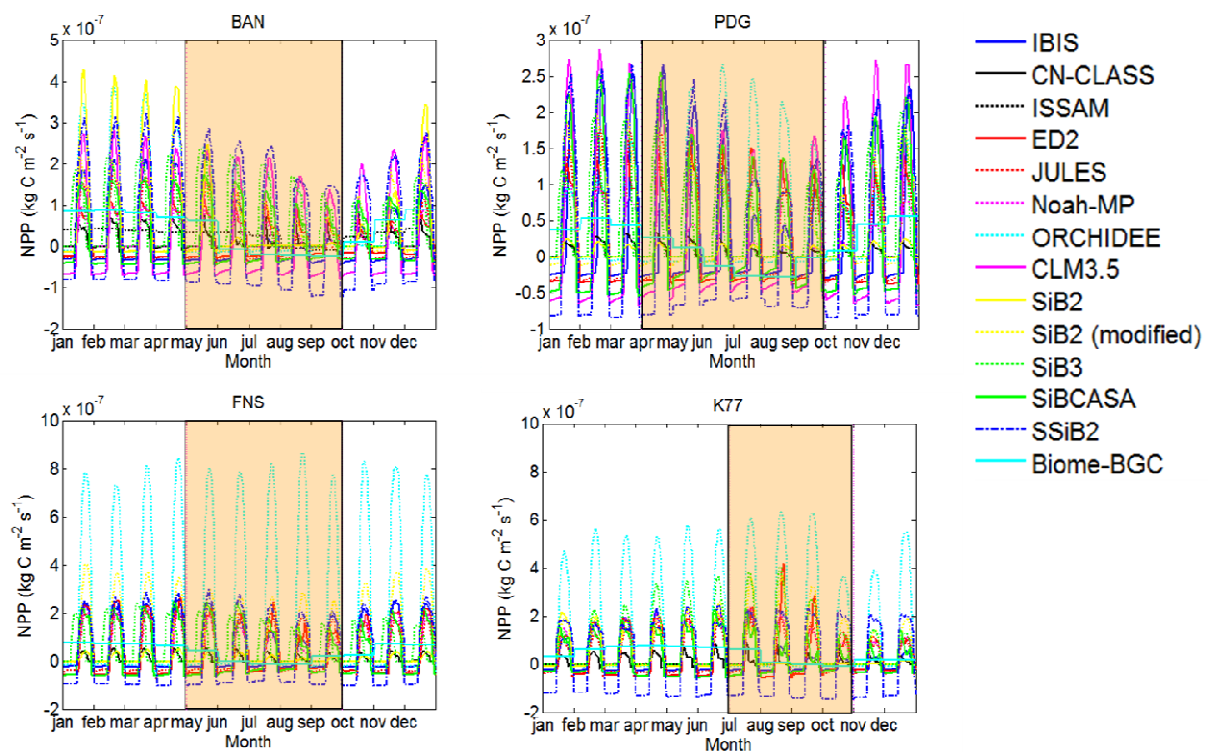 BAN
x 10⁻⁷
NPP (kg C m⁻² s⁻¹)
5
4
3
2
1
0
-1
-2
jan feb mar apr may jun jul aug sep oct nov dec
Month
PDG
x 10⁻⁷
NPP (kg C m⁻² s⁻¹)
3
2.5
2
1.5
1
0.5
0
-0.5
-1
jan feb mar apr may jun jul aug sep oct nov dec
Month
IBIS
CN-CLASS
ISSAM
ED2
JULES
Noah-MP
ORCHIDEE
CLM3.5
SiB2
SiB2 (modified)
SiB3
SiBCASA
SSiB2
Biome-BGC
FNS
x 10⁻⁷
NPP (kg C m⁻² s⁻¹)
10
8
6
4
2
0
-2
jan feb mar apr may jun jul aug sep oct nov dec
Month
K77
x 10⁻⁷
NPP (kg C m⁻² s⁻¹)
10
8
6
4
2
0
-2
jan feb mar apr may jun jul aug sep oct nov dec
Month